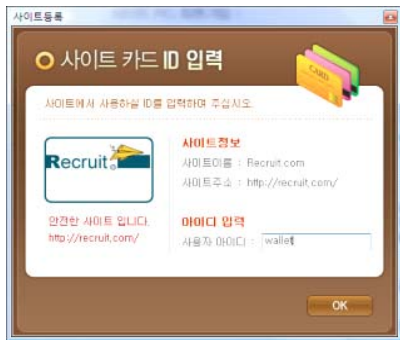 사이트등록
사이트 카드 ID 입력
CARD
사이트에서 사용하실 ID를 입력하여 주십시오.
Recruit
사이트정보
사이트이름 : Recruit com
사이트주소 : http://recruit.com/
안전한 사이트 입니다.
http://recruit.com/
아이디 입력
사용자 아이디 : wallet
OK